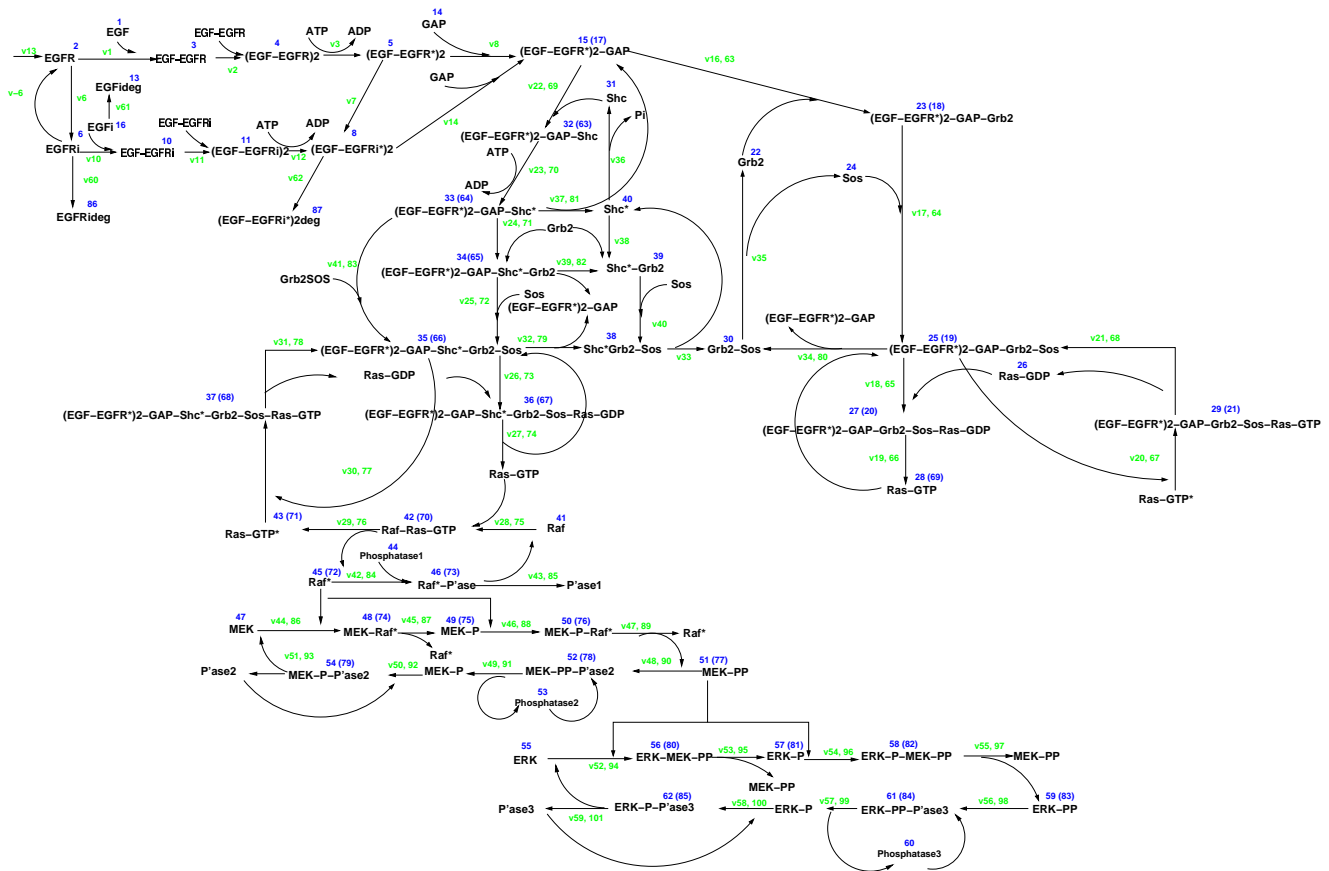 1
14
EGF
GAP
ATP ADP
EGF-EGFR
2 3 4 5 15 (17)
v13 EGFR v1 EGF-EGFR v2 (EGF-EGFR)2 v3 (EGF-EGFR*)2 v8 (EGF-EGFR*)2-GAP v16, 63
13
EGFideg
GAP
v22, 69
31
Shc
v-6 v6 v61 v7 v14
23 (18)
(EGF-EGFR*)2-GAP-Grb2
EGFi 16
EGF-EGFRi
ATP ADP
Pi
32 (63)
(EGF-EGFR*)2-GAP-Shc
6 10 11 8
EGFRi v10 EGF-EGFRi v11 (EGF-EGFRi)2 v12 (EGF-EGFRi*)2
ATP
v36
22
Grb2
24
Sos
v60 v62
v23, 70
ADP
86
EGFRideg
87
(EGF-EGFRi*)2deg
33 (64) v37, 81 40
(EGF-EGFR*)2-GAP-Shc* Shc*
v24, 71
v17, 64
Grb2
v38
v35
v41, 83
34(65) v39, 82 39
(EGF-EGFR*)2-GAP-Shc*-Grb2 Shc*-Grb2
Grb2SOS
Sos
Sos
v25, 72
(EGF-EGFR*)2-GAP
v40
(EGF-EGFR*)2-GAP
v31, 78 35 (66) v32, 79 38 30 25 (19) v21, 68
(EGF-EGFR*)2-GAP-Shc*-Grb2-Sos Shc*Grb2-Sos v33 Grb2-Sos v34, 80 (EGF-EGFR*)2-GAP-Grb2-Sos
26
Ras-GDP
Ras-GDP
v26, 73
v18, 65
37 (68) 36 (67)
(EGF-EGFR*)2-GAP-Shc*-Grb2-Sos-Ras-GTP (EGF-EGFR*)2-GAP-Shc*-Grb2-Sos-Ras-GDP
27 (20) 29 (21)
(EGF-EGFR*)2-GAP-Grb2-Sos-Ras-GDP (EGF-EGFR*)2-GAP-Grb2-Sos-Ras-GTP
v27, 74
v19, 66
v30, 77
v20, 67
Ras-GTP
28 (69)
Ras-GTP
Ras-GTP*
43 (71) v29, 76 42 (70) v28, 75 41
Ras-GTP* Raf-Ras-GTP Raf
44
Phosphatase1
45 (72) 46 (73)
Raf* v42, 84 Raf*-P'ase v43, 85 P'ase1
47 v44, 86 48 (74) v45, 87 49 (75) v46, 88 50 (76) v47, 89
MEK MEK-Raf* MEK-P MEK-P-Raf* Raf*
Raf*
v51, 93 54 (79) v50, 92 v49, 91 52 (78) v48, 90 51 (77)
P'ase2 MEK-P-P'ase2 MEK-P MEK-PP-P'ase2 MEK-PP
53
Phosphatase2
55 56 (80) v53, 95 57 (81) v54, 96 58 (82) v55, 97
ERK v52, 94 ERK-MEK-PP ERK-P ERK-P-MEK-PP MEK-PP
MEK-PP
62 (85) v58, 100 v57, 99 61 (84) v56, 98 59 (83)
P'ase3 v59, 101 ERK-P-P'ase3 ERK-P ERK-PP-P'ase3 ERK-PP
60
Phosphatase3